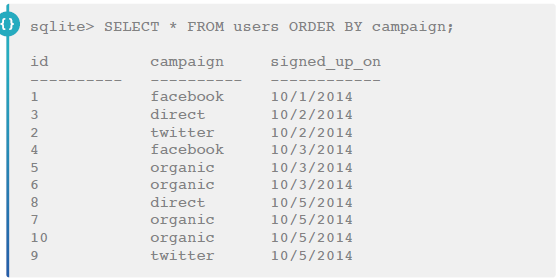 {}
sqlite> SELECT * FROM users ORDER BY campaign;
id          campaign    signed_up_on
----------  ----------  ------------
1           facebook    10/1/2014
3           direct      10/2/2014
2           twitter     10/2/2014
4           facebook    10/3/2014
5           organic     10/3/2014
6           organic     10/3/2014
8           direct      10/5/2014
7           organic     10/5/2014
10          organic     10/5/2014
9           twitter     10/5/2014